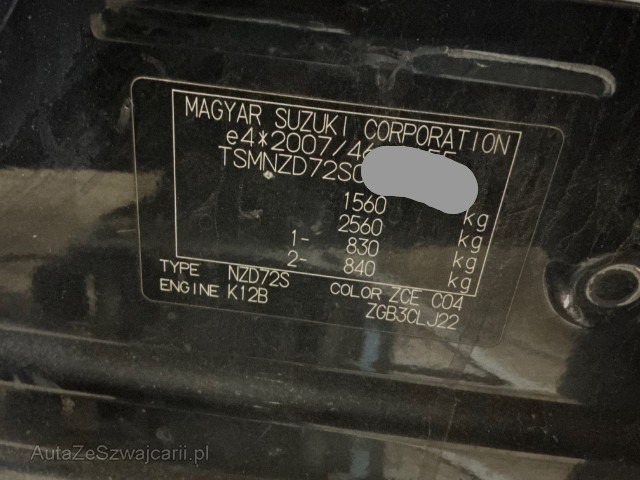 MAGYAR SUZUKI CORPORATION
e4*2007/46
TSMNZD72S
1560 kg
2560 kg
1- 830 kg
2- 840 kg
TYPE NZD72S
ENGINE K12B
COLOR ZCE C04
ZGB3CLJ22
AutaZeSzwajcarii.pl